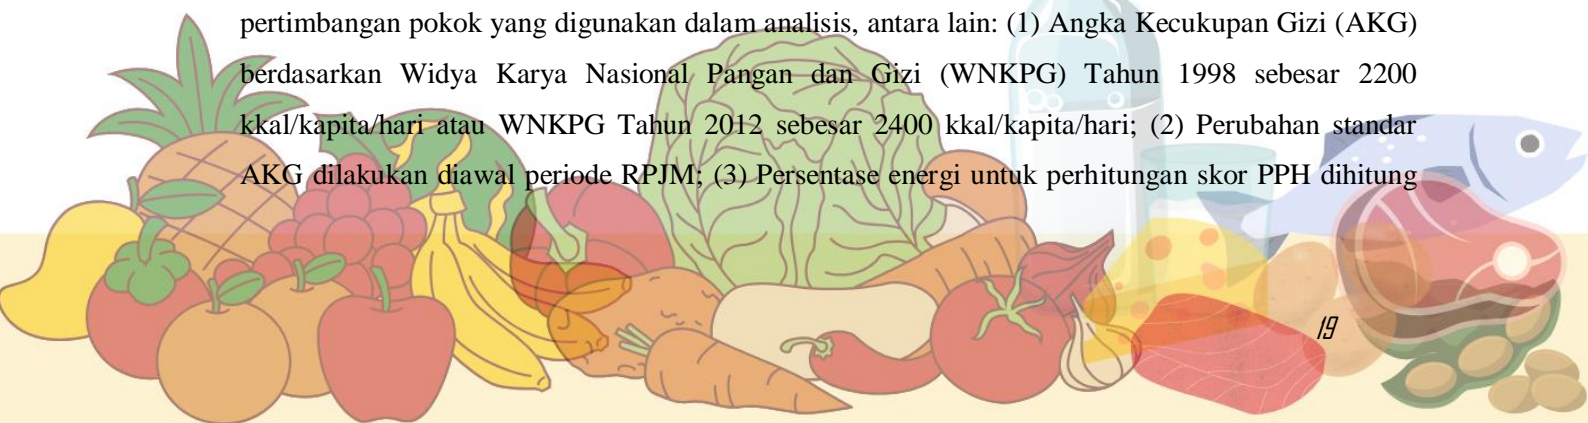 pertimbangan pokok yang digunakan dalam analisis, antara lain: (1) Angka Kecukupan Gizi (AKG)
berdasarkan Widya Karya Nasional Pangan dan Gizi (WNKPG) Tahun 1998 sebesar 2200
kkal/kapita/hari atau WNKPG Tahun 2012 sebesar 2400 kkal/kapita/hari; (2) Perubahan standar
AKG dilakukan diawal periode RPJM; (3) Persentase energi untuk perhitungan skor PPH dihitung
19